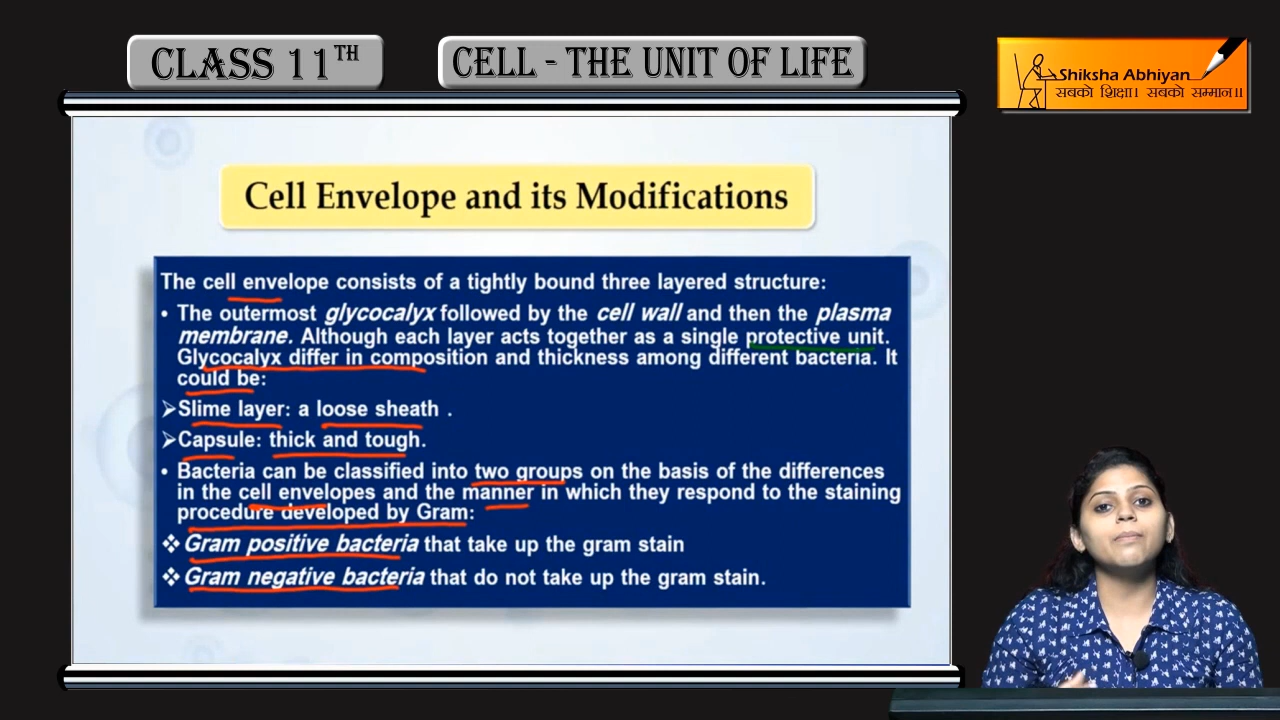 CLASS 11TH
CELL - THE UNIT OF LIFE
Shiksha Abhiyan
सबको शिक्षा। सबको सम्मान॥
Cell Envelope and its Modifications
The cell envelope consists of a tightly bound three layered structure:
• The outermost glycocalyx followed by the cell wall and then the plasma
membrane. Although each layer acts together as a single protective unit.
Glycocalyx differ in composition and thickness among different bacteria. It
could be:
➢Slime layer: a loose sheath .
➢Capsule: thick and tough.
• Bacteria can be classified into two groups on the basis of the differences
in the cell envelopes and the manner in which they respond to the staining
procedure developed by Gram:
❖ Gram positive bacteria that take up the gram stain
❖ Gram negative bacteria that do not take up the gram stain.